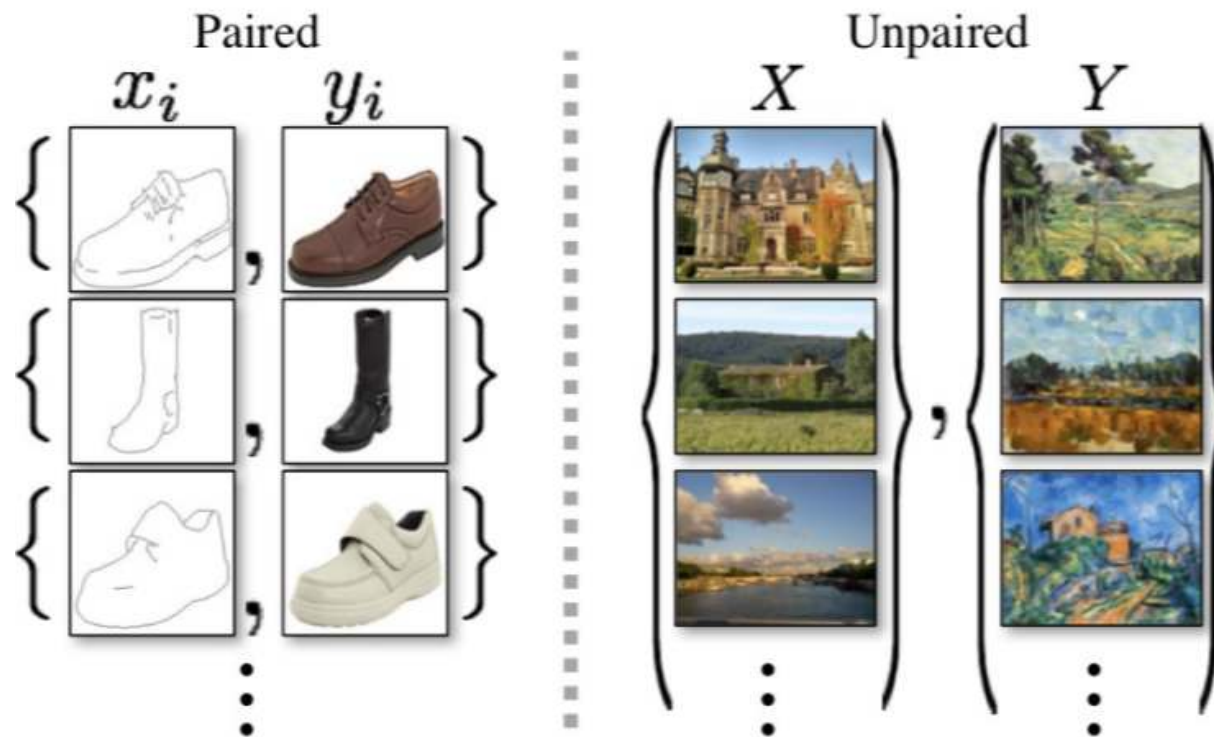 Paired
Unpaired
x_i
y_i
X
Y
{ , }
{ , }
{ , }
( ) , ( )
⋮
⋮
⋮